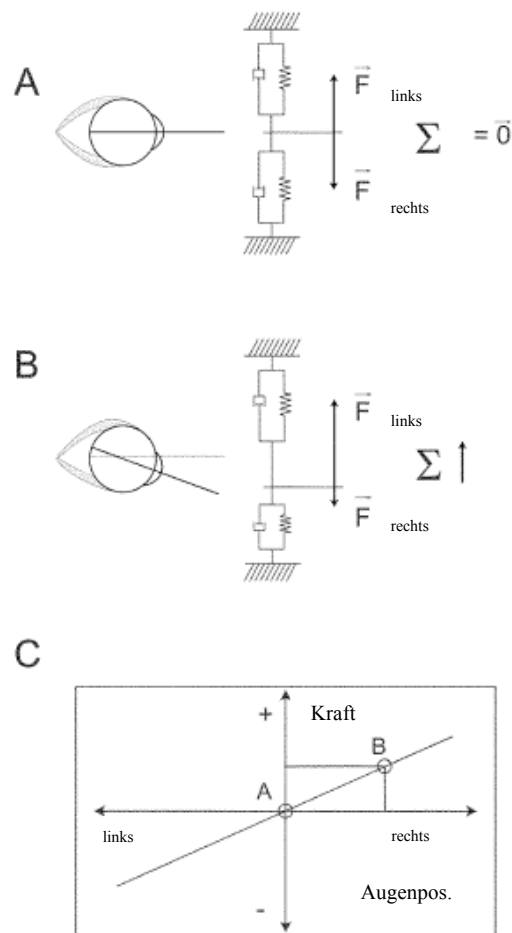 A
F links
Σ = 0
F rechts
B
F links
Σ
F rechts
C
+ Kraft
B
A
links rechts
Augenpos.
-